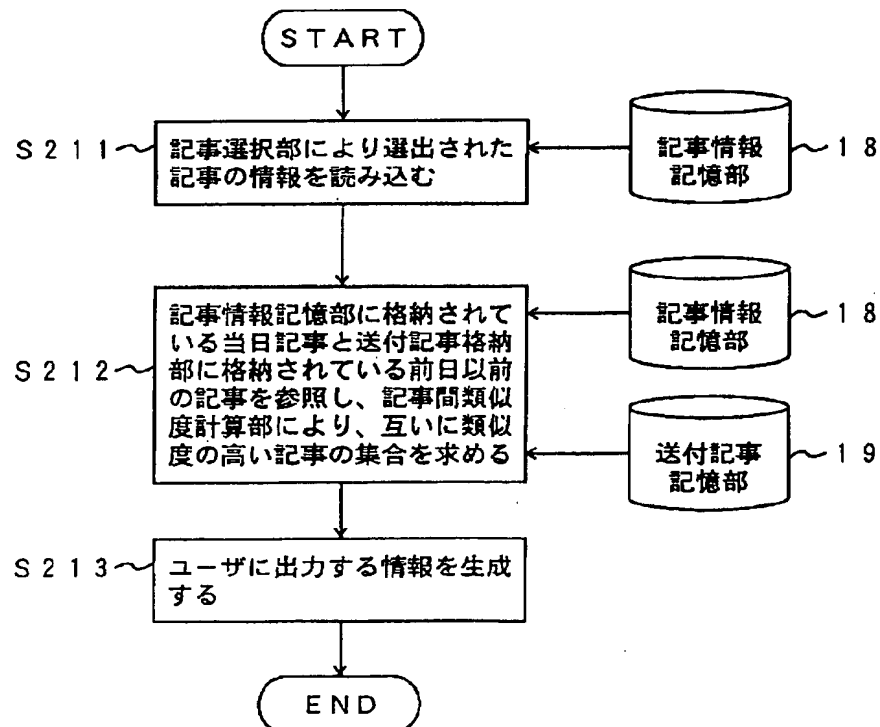 START
S211
記事選択部により選出された
記事の情報を読み込む
記事情報
記憶部
18
S212
記事情報記憶部に格納されて
いる当日記事と送付記事格納
部に格納されている前日以前
の記事を参照し、記事間類似
度計算部により、互いに類似
度の高い記事の集合を求める
記事情報
記憶部
18
送付記事
記憶部
19
S213
ユーザに出力する情報を生成
する
END